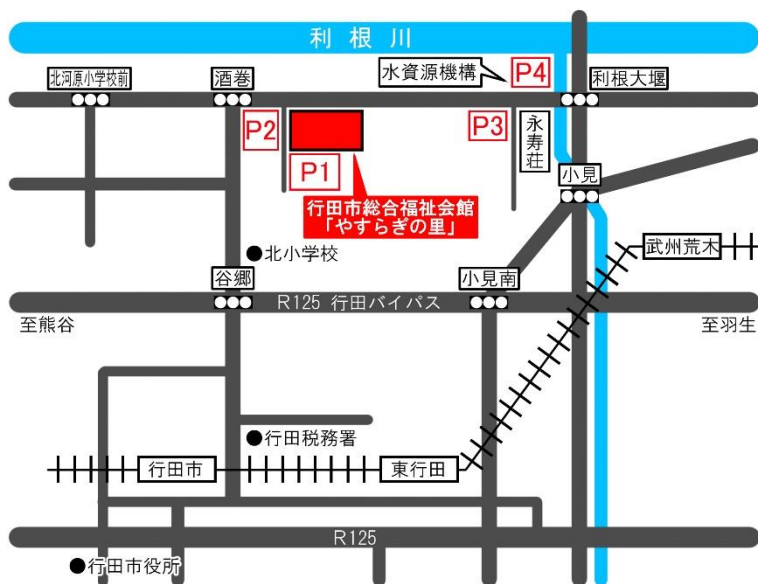 利根川
水資源機構
P4
北河原小学校前
酒巻
利根大堰
P2
P3
永寿荘
P1
小見
行田市総合福祉会館
「やすらぎの里」
●北小学校
武州荒木
谷郷
小見南
R125 行田バイパス
至熊谷
至羽生
●行田税務署
行田市
東行田
R125
●行田市役所